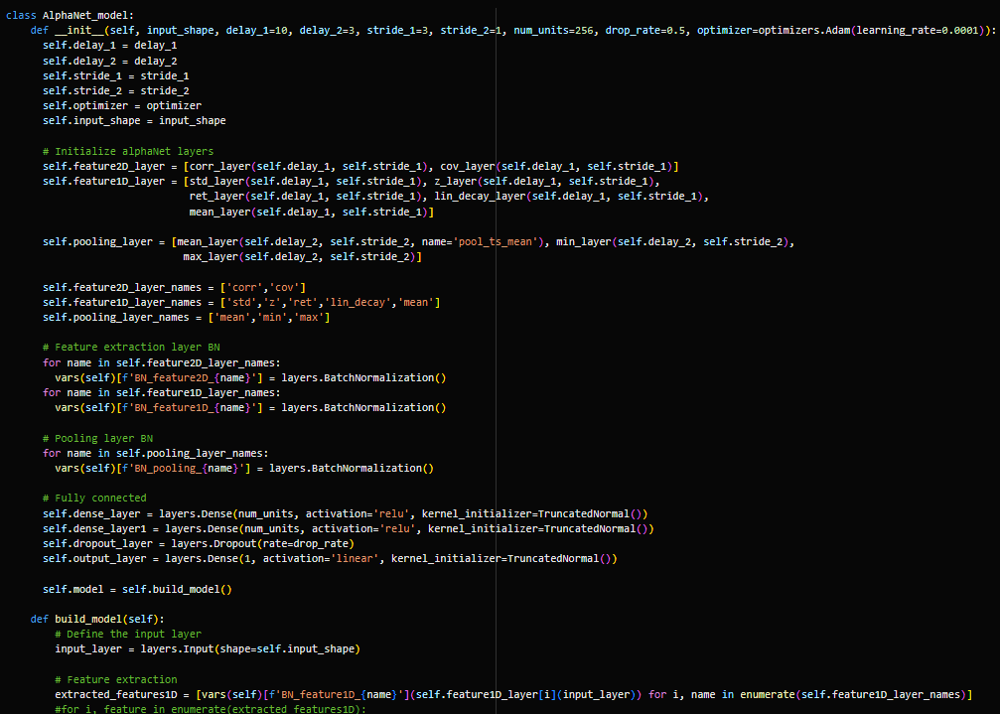 class AlphaNet_model:
    def __init__(self, input_shape, delay_1=10, delay_2=3, stride_1=3, stride_2=1, num_units=256, drop_rate=0.5, optimizer=optimizers.Adam(learning_rate=0.0001)):
      self.delay_1 = delay_1
      self.delay_2 = delay_2
      self.stride_1 = stride_1
      self.stride_2 = stride_2
      self.optimizer = optimizer
      self.input_shape = input_shape

      # Initialize alphaNet layers
      self.feature2D_layer = [corr_layer(self.delay_1, self.stride_1), cov_layer(self.delay_1, self.stride_1)]
      self.feature1D_layer = [std_layer(self.delay_1, self.stride_1), z_layer(self.delay_1, self.stride_1),
                              ret_layer(self.delay_1, self.stride_1), lin_decay_layer(self.delay_1, self.stride_1),
                              mean_layer(self.delay_1, self.stride_1)]

      self.pooling_layer = [mean_layer(self.delay_2, self.stride_2, name='pool_ts_mean'), min_layer(self.delay_2, self.stride_2),
                             max_layer(self.delay_2, self.stride_2)]

      self.feature2D_layer_names = ['corr','cov']
      self.feature1D_layer_names = ['std','z','ret','lin_decay','mean']
      self.pooling_layer_names = ['mean','min','max']

      # Feature extraction layer BN
      for name in self.feature2D_layer_names:
        vars(self)[f'BN_feature2D_{name}'] = layers.BatchNormalization()
      for name in self.feature1D_layer_names:
        vars(self)[f'BN_feature1D_{name}'] = layers.BatchNormalization()

      # Pooling layer BN
      for name in self.pooling_layer_names:
        vars(self)[f'BN_pooling_{name}'] = layers.BatchNormalization()

      # Fully connected
      self.dense_layer = layers.Dense(num_units, activation='relu', kernel_initializer=TruncatedNormal())
      self.dense_layer1 = layers.Dense(num_units, activation='relu', kernel_initializer=TruncatedNormal())
      self.dropout_layer = layers.Dropout(rate=drop_rate)
      self.output_layer = layers.Dense(1, activation='linear', kernel_initializer=TruncatedNormal())

      self.model = self.build_model()

    def build_model(self):
        # Define the input layer
        input_layer = layers.Input(shape=self.input_shape)

        # Feature extraction
        extracted_features1D = [vars(self)[f'BN_feature1D_{name}'](self.feature1D_layer[i](input_layer)) for i, name in enumerate(self.feature1D_layer_names)]
        #for i, feature in enumerate(extracted_features1D):